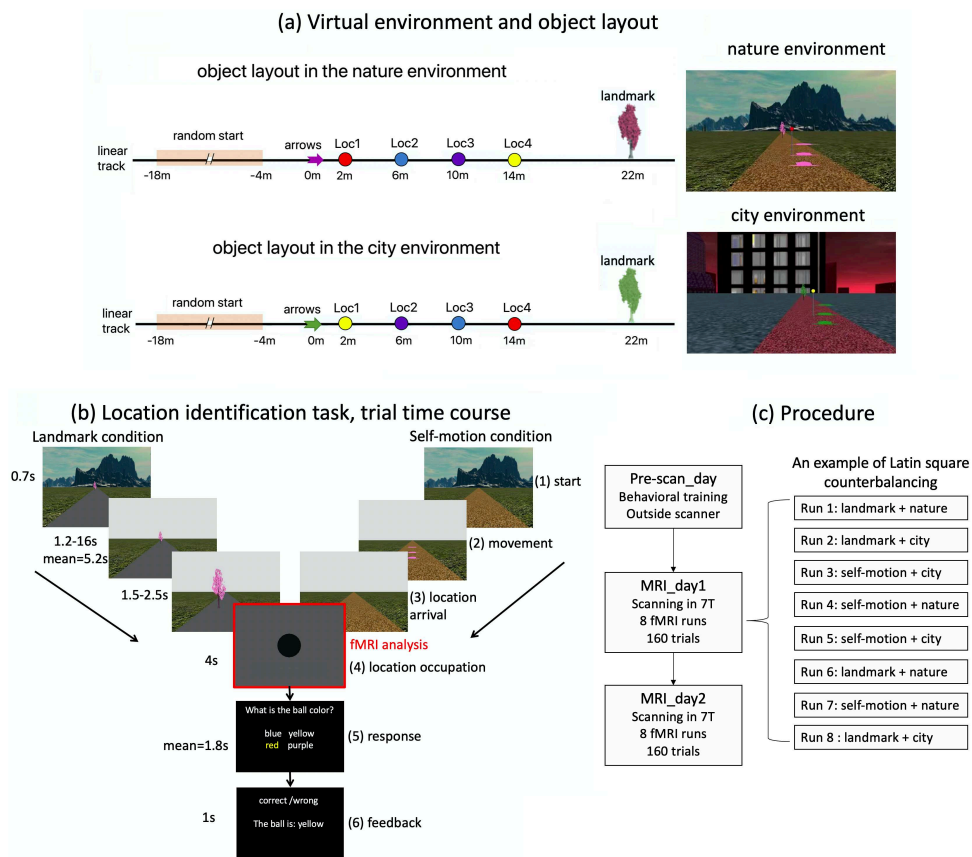 (a) Virtual environment and object layout
nature environment
object layout in the nature environment
landmark
random start
arrows
Loc1
Loc2
Loc3
Loc4
linear
track
-18m
-4m
0m
2m
6m
10m
14m
22m
city environment
object layout in the city environment
landmark
random start
arrows
Loc1
Loc2
Loc3
Loc4
linear
track
-18m
-4m
0m
2m
6m
10m
14m
22m
(b) Location identification task, trial time course
Landmark condition
Self-motion condition
0.7s
(1) start
1.2-16s
mean=5.2s
(2) movement
1.5-2.5s
(3) location
arrival
fMRI analysis
4s
(4) location occupation
What is the ball color?
blue yellow
red purple
mean=1.8s
(5) response
correct /wrong
The ball is: yellow
1s
(6) feedback
(c) Procedure
Pre-scan_day
Behavioral training
Outside scanner
MRI_day1
Scanning in 7T
8 fMRI runs
160 trials
MRI_day2
Scanning in 7T
8 fMRI runs
160 trials
An example of Latin square
counterbalancing
Run 1: landmark + nature
Run 2: landmark + city
Run 3: self-motion + city
Run 4: self-motion + nature
Run 5: self-motion + city
Run 6: landmark + nature
Run 7: self-motion + nature
Run 8 : landmark + city